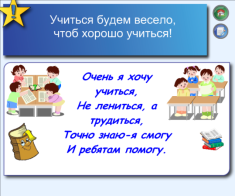 Учиться будем весело,
чтоб хорошо учиться!
Очень я хочу
учиться,
Не лениться, а
трудиться,
Точно знаю-я смогу
И ребятам помогу.